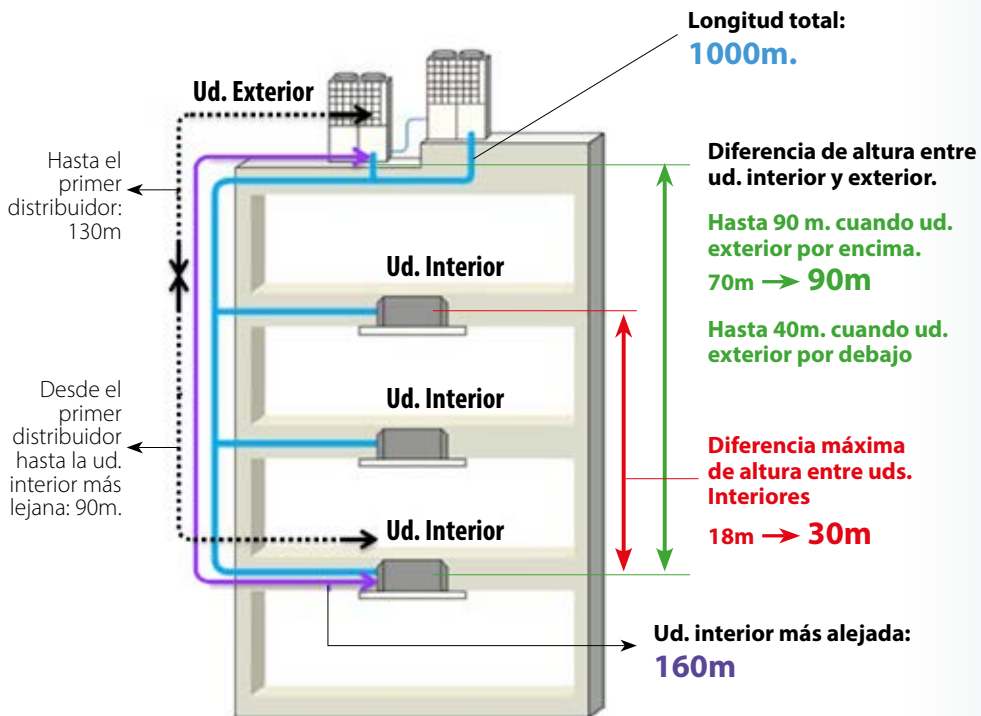 Longitud total:
1000m.
Ud. Exterior
Hasta el
primer
distribuidor:
130m
Diferencia de altura entre
ud. interior y exterior.
Hasta 90 m. cuando ud.
exterior por encima.
70m → 90m
Hasta 40m. cuando ud.
exterior por debajo
Ud. Interior
Ud. Interior
Desde el
primer
distribuidor
hasta la ud.
interior más
lejana: 90m.
Diferencia máxima
de altura entre uds.
Interiores
18m → 30m
Ud. Interior
Ud. interior más alejada:
160m